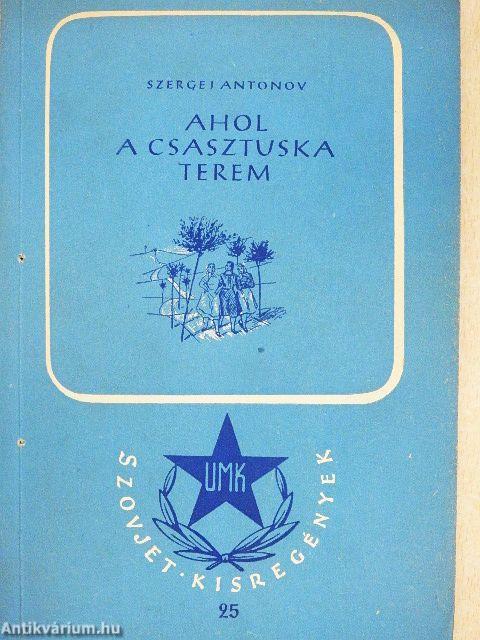 SZERGEJ ANTONOV
AHOL
A CSASZTUSKA
TEREM
UMK
SZOVJET · KISREGÉNYEK
25
Antikvárium.hu